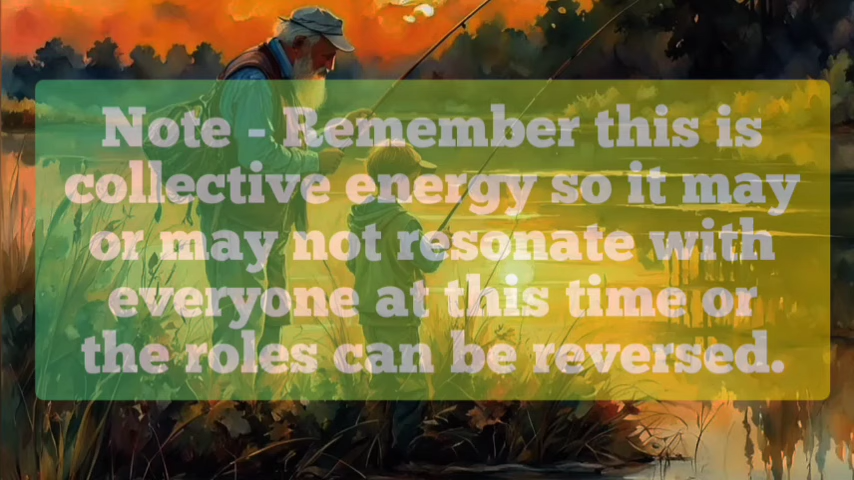 Note - Remember this is
collective energy so it may
or may not resonate with
everyone at this time or
the roles can be reversed.